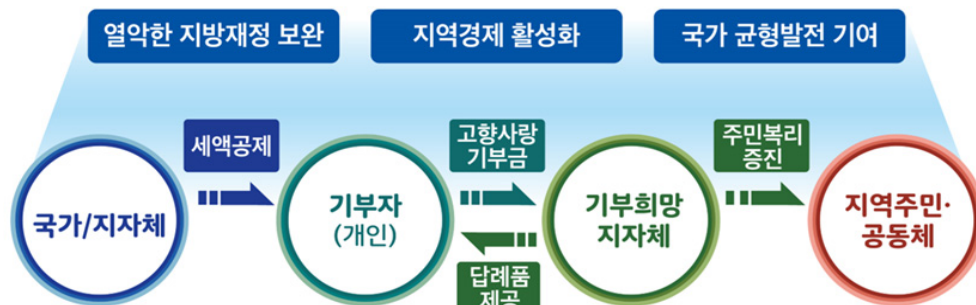 열악한 지방재정 보완
지역경제 활성화
국가 균형발전 기여
세액공제
고향사랑
기부금
주민복리
증진
국가/지자체
기부자
(개인)
기부희망
지자체
지역주민·
공동체
답례품
제공